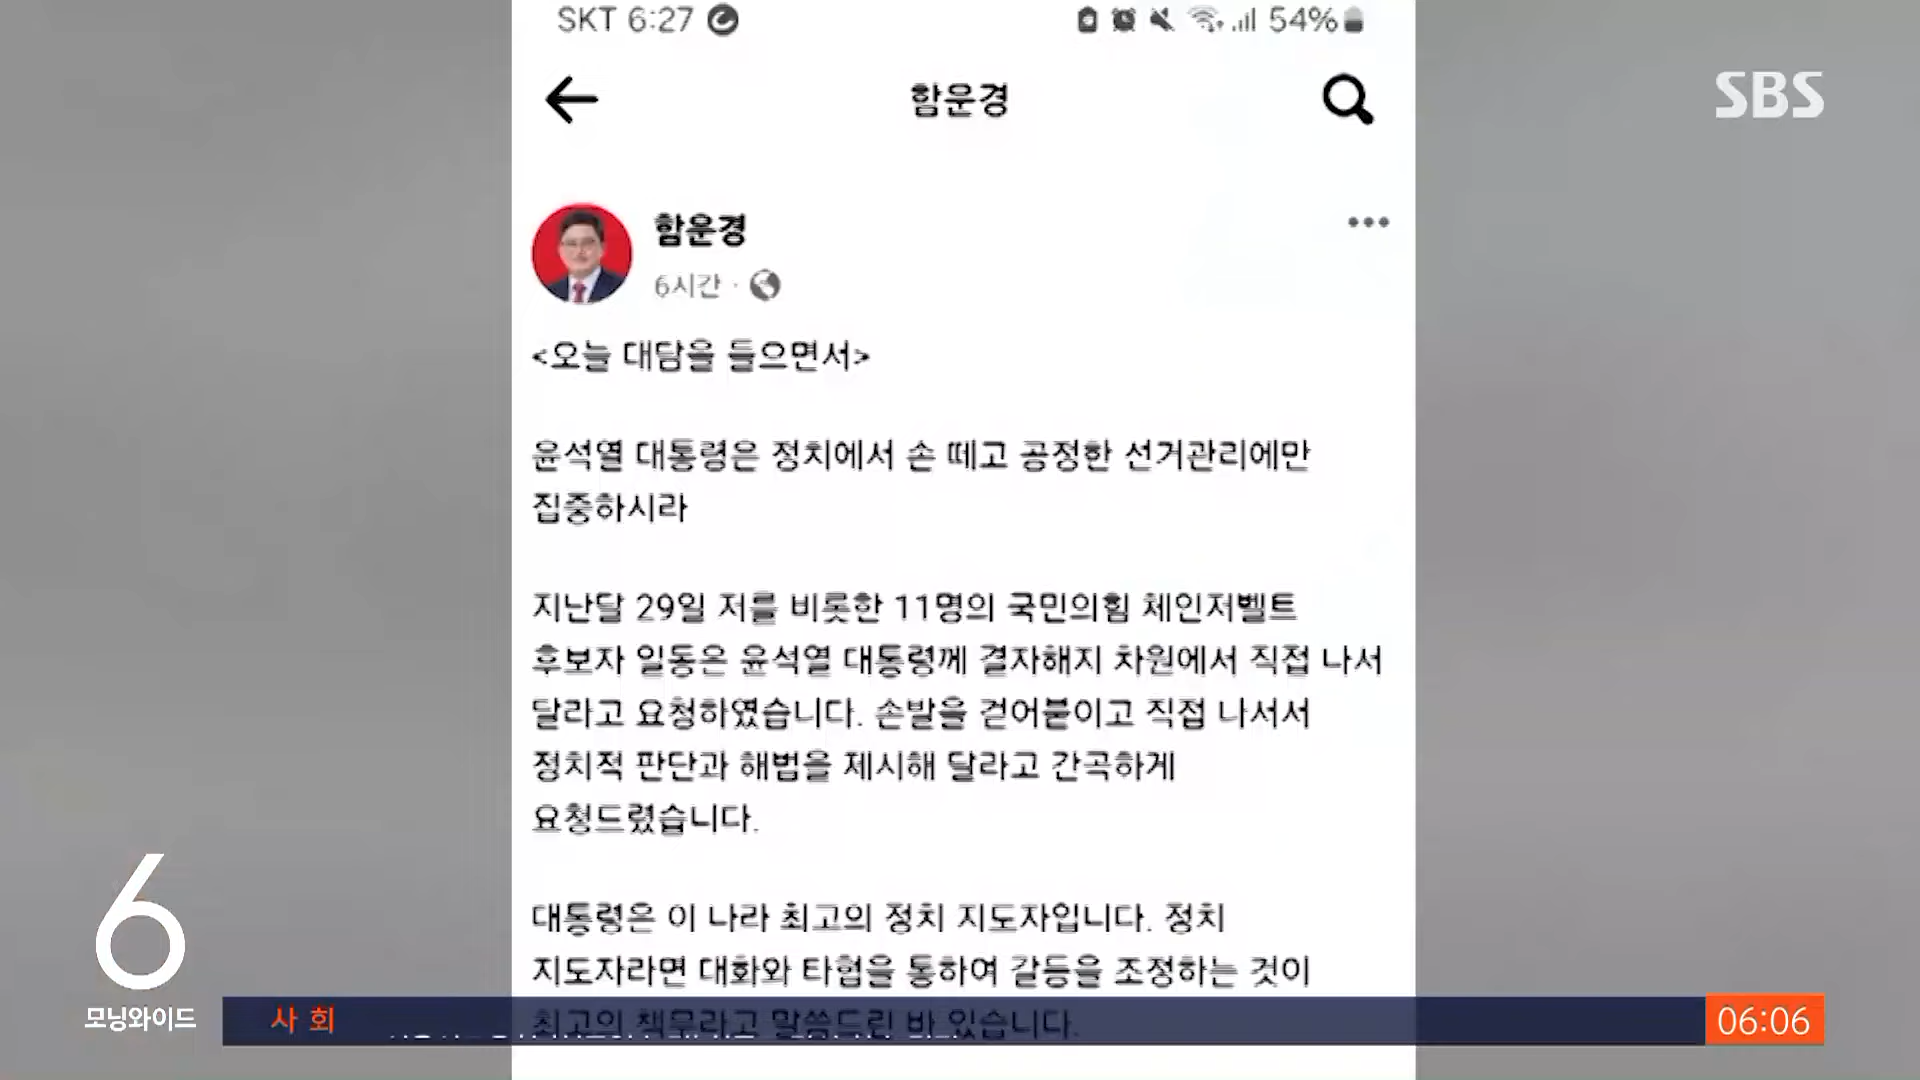 SKT 6:27
54%
함운경
SBS
함운경
6시간 ·
<오늘 대담을 들으면서>
윤석열 대통령은 정치에서 손 떼고 공정한 선거관리에만
집중하시라
지난달 29일 저를 비롯한 11명의 국민의힘 체인저벨트
후보자 일동은 윤석열 대통령께 결자해지 차원에서 직접 나서
달라고 요청하였습니다. 손발을 걷어붙이고 직접 나서서
정치적 판단과 해법을 제시해 달라고 간곡하게
요청드렸습니다.
대통령은 이 나라 최고의 정치 지도자입니다. 정치
지도자라면 대화와 타협을 통하여 갈등을 조정하는 것이
최고의 책무라고 말씀드린 바 있습니다.
6
모닝와이드
사회
06:06